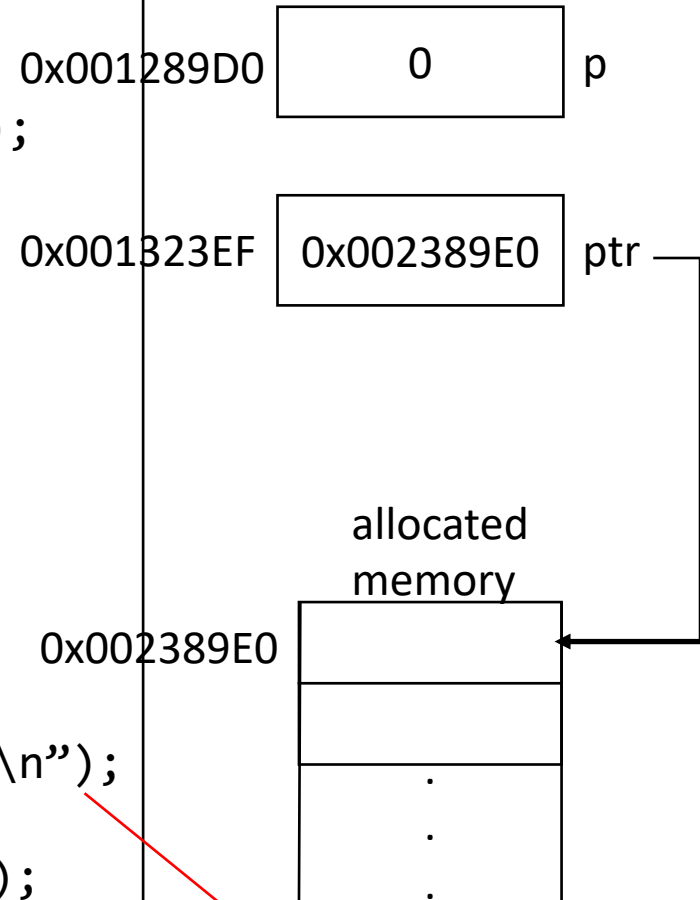 0x001289D0 0 p
);
0x001323EF 0x002389E0 ptr
allocated
memory
0x002389E0
\n”);
.
.
);
.